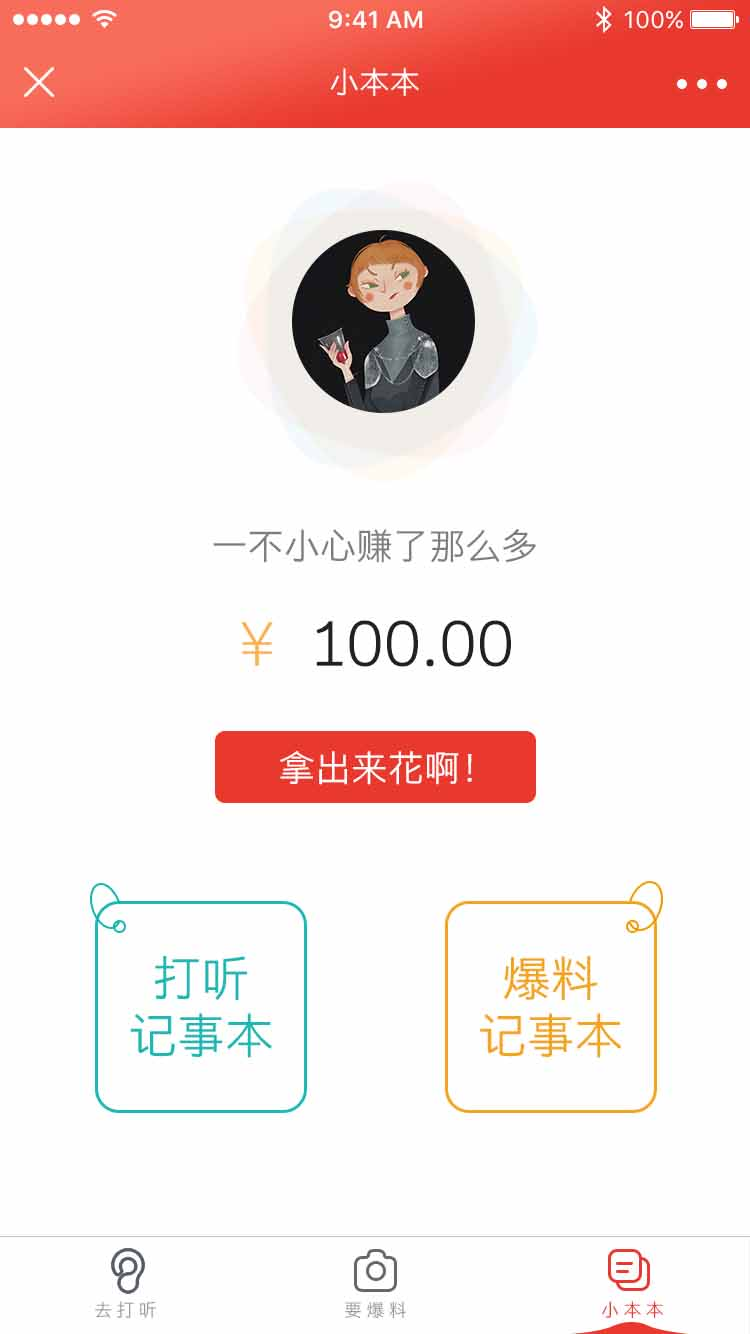 9:41 AM
100%
小本本
一不小心赚了那么多
¥ 100.00
拿出来花啊!
打听
记事本
爆料
记事本
去打听
要爆料
小本本